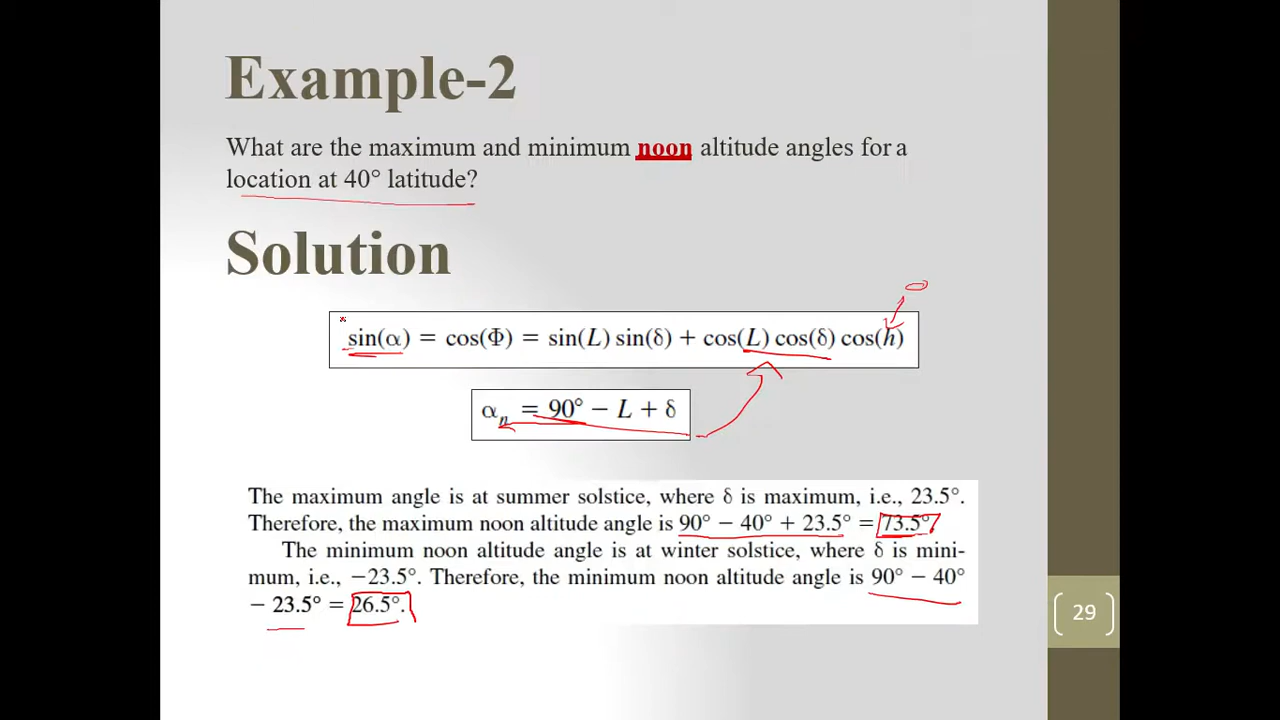 Example-2
What are the maximum and minimum noon altitude angles for a
location at 40° latitude?
Solution
0
sin(α) = cos(Φ) = sin(L) sin(δ) + cos(L) cos(δ) cos(h)
αn = 90° − L + δ
The maximum angle is at summer solstice, where δ is maximum, i.e., 23.5°.
Therefore, the maximum noon altitude angle is 90° − 40° + 23.5° = 73.5°.
The minimum noon altitude angle is at winter solstice, where δ is mini-
mum, i.e., −23.5°. Therefore, the minimum noon altitude angle is 90° − 40°
− 23.5° = 26.5°.
29